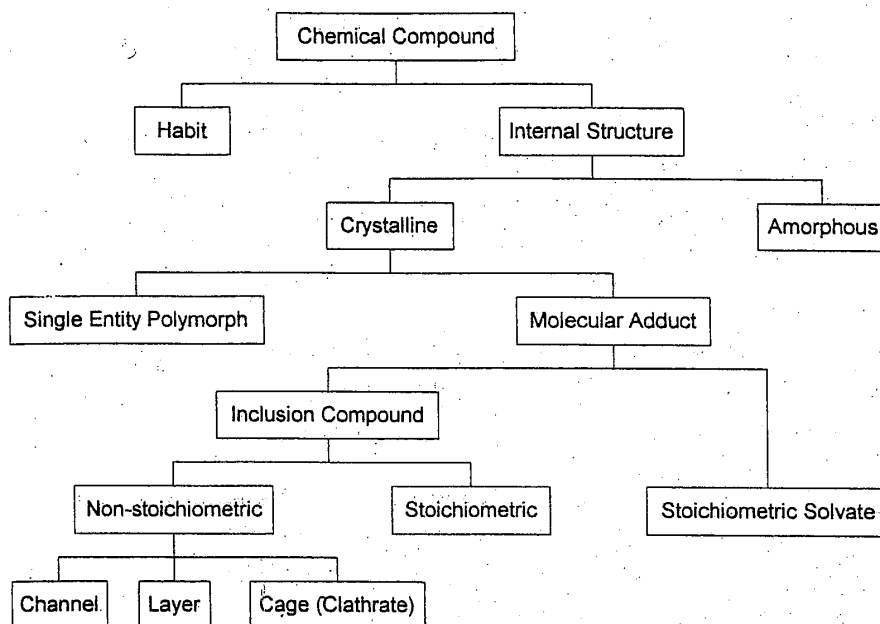 Chemical Compound
Habit
Internal Structure
Crystalline
Amorphous
Single Entity Polymorph
Molecular Adduct
Inclusion Compound
Non-stoichiometric
Stoichiometric
Stoichiometric Solvate
Channel
Layer
Cage (Clathrate)